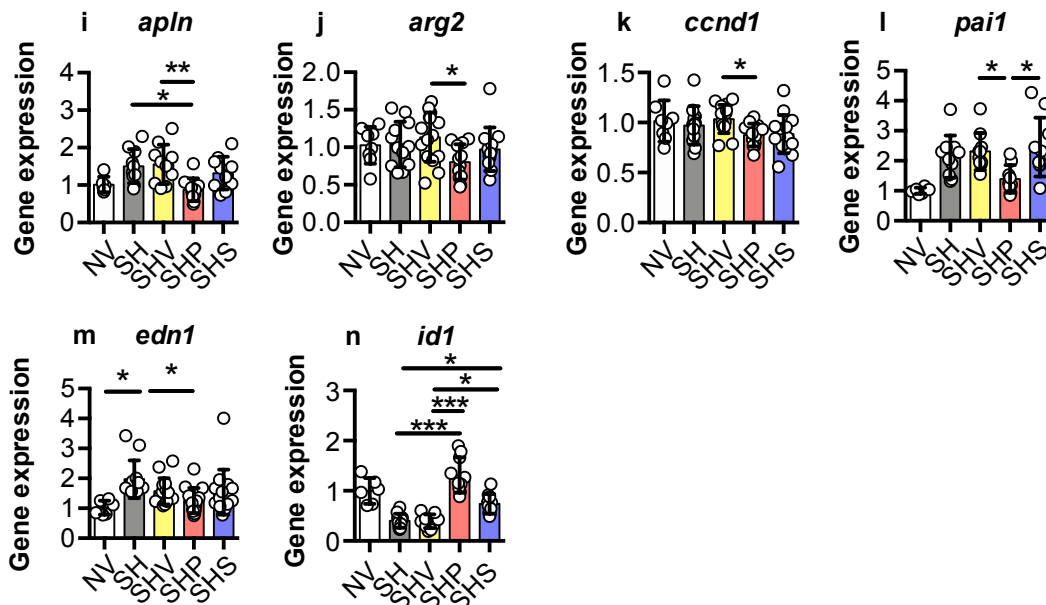 i apln
Gene expression
4
3
2
1
0
**
*
NV
SH
SHV
SHP
SHS
j arg2
Gene expression
2.0
1.5
1.0
0.5
0.0
*
NV
SH
SHV
SHP
SHS
k ccnd1
Gene expression
1.5
1.0
0.5
0.0
*
NV
SH
SHV
SHP
SHS
l pai1
Gene expression
5
4
3
2
1
0
* *
NV
SH
SHV
SHP
SHS
m edn1
Gene expression
5
4
3
2
1
0
* *
NV
SH
SHV
SHP
SHS
n id1
Gene expression
3
2
1
0
*
*
***
***
NV
SH
SHV
SHP
SHS